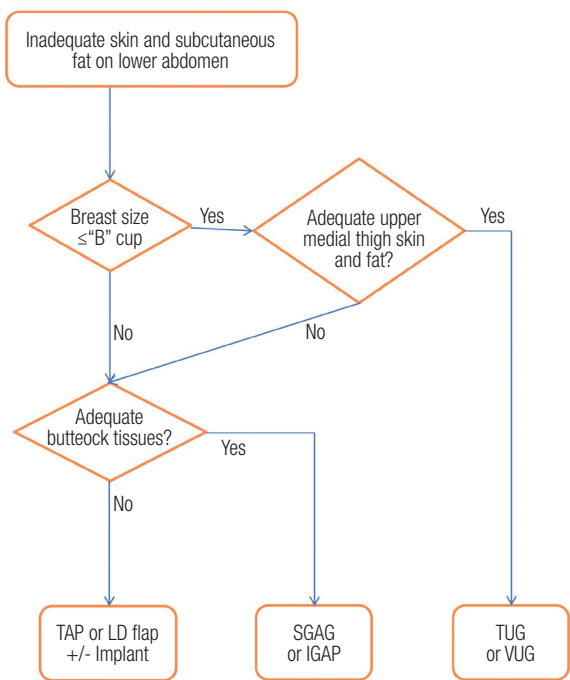 Inadequate skin and subcutaneous
fat on lower abdomen
Breast size
≤“B” cup
Yes
Adequate upper
medial thigh skin
and fat?
Yes
No
No
Adequate
butteock tissues?
Yes
No
TAP or LD flap
+/- Implant
SGAG
or IGAP
TUG
or VUG